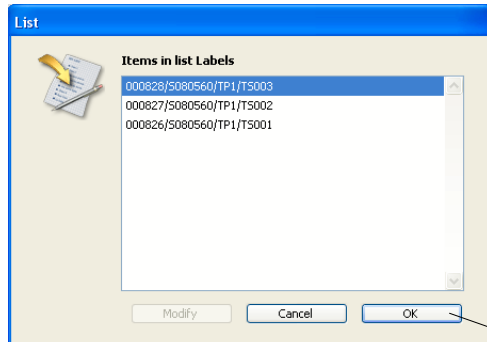 List
Items in list Labels
000828/S080560/TP1/TS003
000827/S080560/TP1/TS002
000826/S080560/TP1/TS001
Modify
Cancel
OK